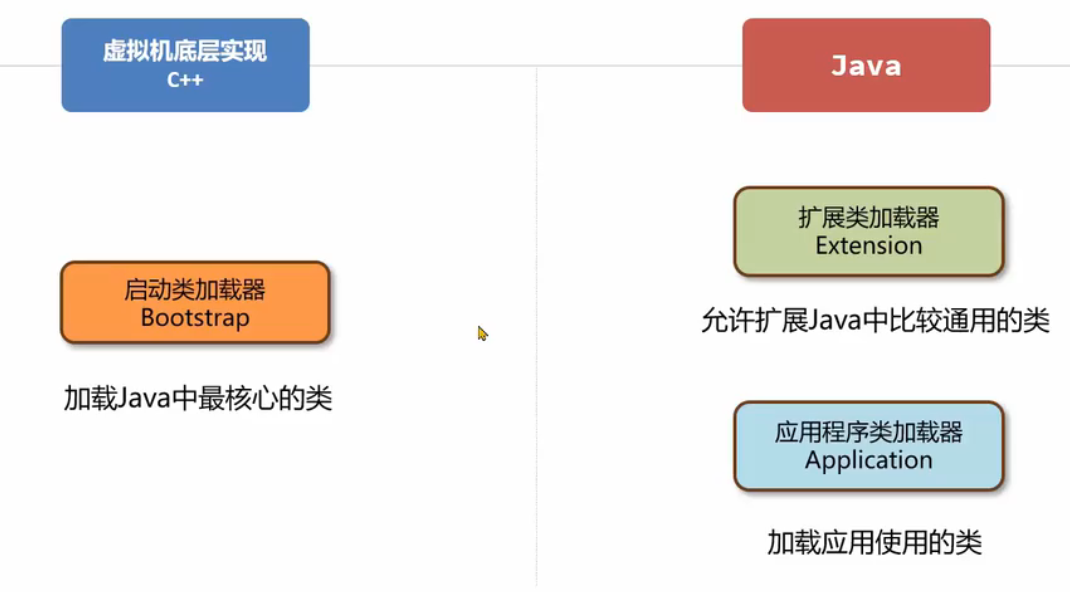 虚拟机底层实现
C++
Java
启动类加载器
Bootstrap
加载Java中最核心的类
扩展类加载器
Extension
允许扩展Java中比较通用的类
应用程序类加载器
Application
加载应用使用的类